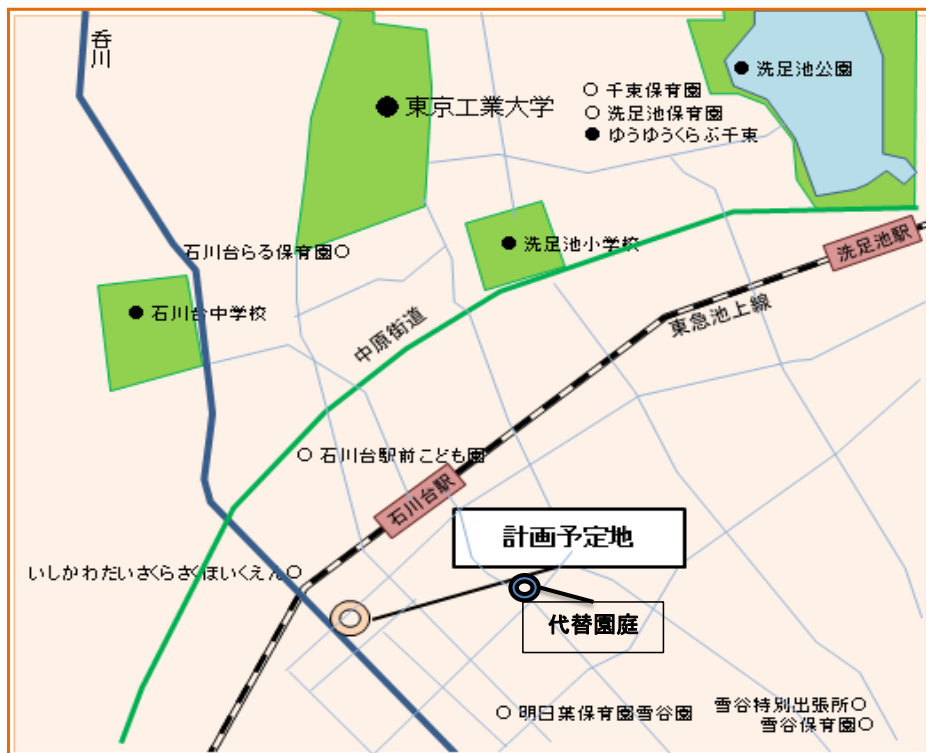 呑川
洗足池公園
千束保育園
東京工業大学
洗足池保育園
ゆうゆうくらぶ千束
洗足池小学校
洗足池駅
石川台らる保育園
石川台中学校
東急池上線
中原街道
石川台駅前こども園
石川台駅
計画予定地
いしかわだいさくらさくほいくえん
代替園庭
雪谷特別出張所
明日葉保育園雪谷園
雪谷保育園